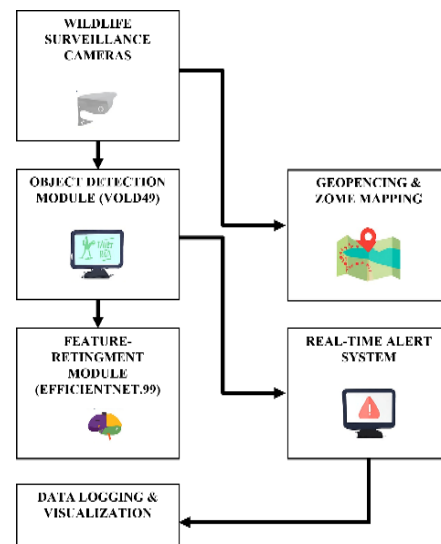 WILDLIFE
SURVEILLANCE
CAMERAS
OBJECT DETECTION
MODULE (VOLD49)
GEOPENCING &
ZOME MAPPING
FEATURE-
RETINGMENT
MODULE
(EFFICIENTNET.99)
REAL-TIME ALERT
SYSTEM
DATA LOGGING &
VISUALIZATION